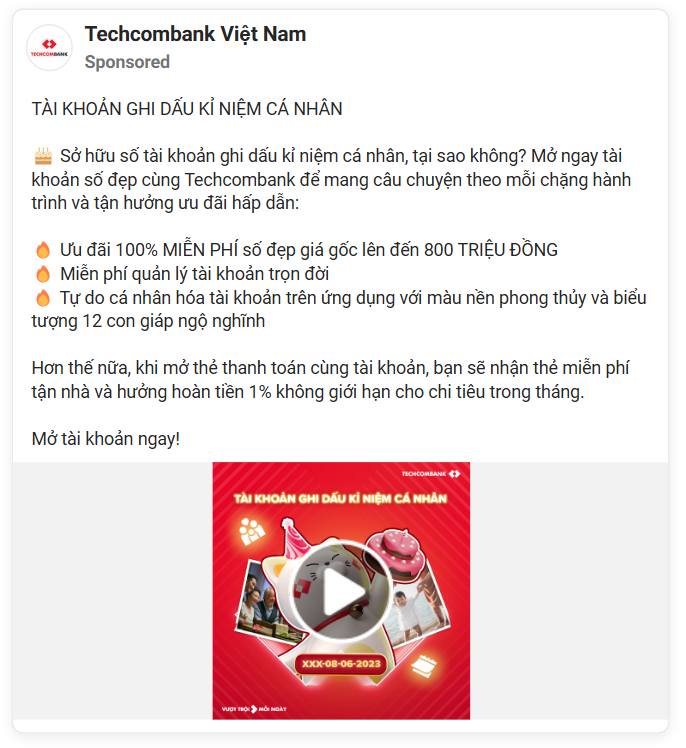 TECHCOMBANK
Techcombank Việt Nam
Sponsored
TÀI KHOẢN GHI DẤU KỈ NIỆM CÁ NHÂN
🎂 Sở hữu số tài khoản ghi dấu kỉ niệm cá nhân, tại sao không? Mở ngay tài
khoản số đẹp cùng Techcombank để mang câu chuyện theo mỗi chặng hành
trình và tận hưởng ưu đãi hấp dẫn:
🔥 Ưu đãi 100% MIỄN PHÍ số đẹp giá gốc lên đến 800 TRIỆU ĐỒNG
🔥 Miễn phí quản lý tài khoản trọn đời
🔥 Tự do cá nhân hóa tài khoản trên ứng dụng với màu nền phong thủy và biểu
tượng 12 con giáp ngộ nghĩnh
Hơn thế nữa, khi mở thẻ thanh toán cùng tài khoản, bạn sẽ nhận thẻ miễn phí
tận nhà và hưởng hoàn tiền 1% không giới hạn cho chi tiêu trong tháng.
Mở tài khoản ngay!
TECHCOMBANK
TÀI KHOẢN GHI DẤU KỈ NIỆM CÁ NHÂN
XXX-08-06-2023
VƯỢT TRỘI MỖI NGÀY